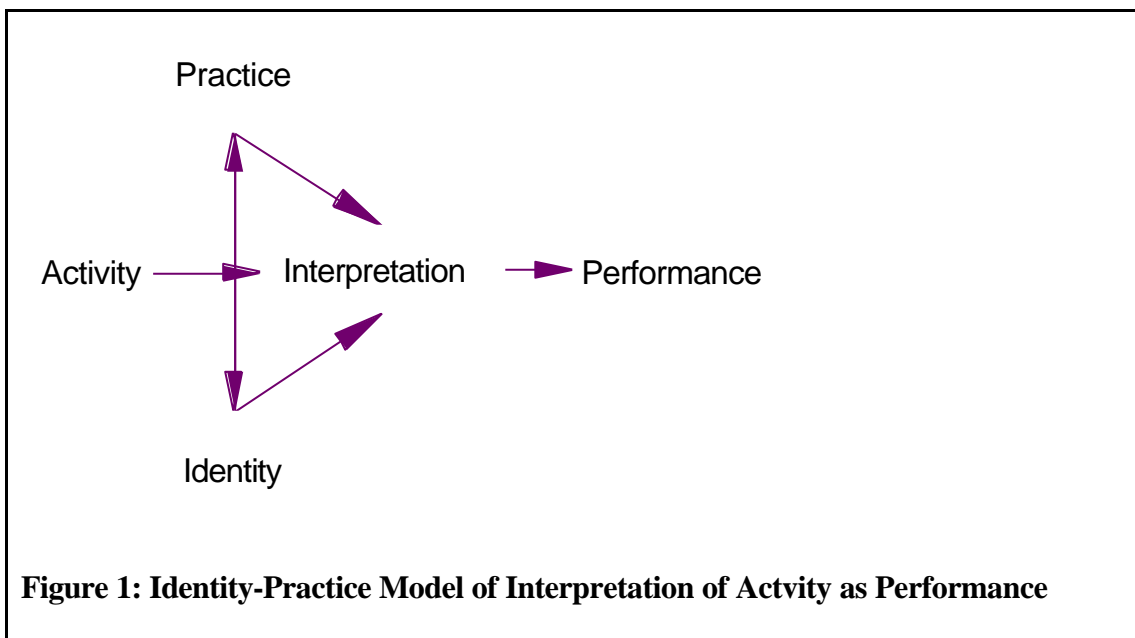 Practice
Activity Interpretation Performance
Identity
Figure 1: Identity-Practice Model of Interpretation of Actvity as Performance